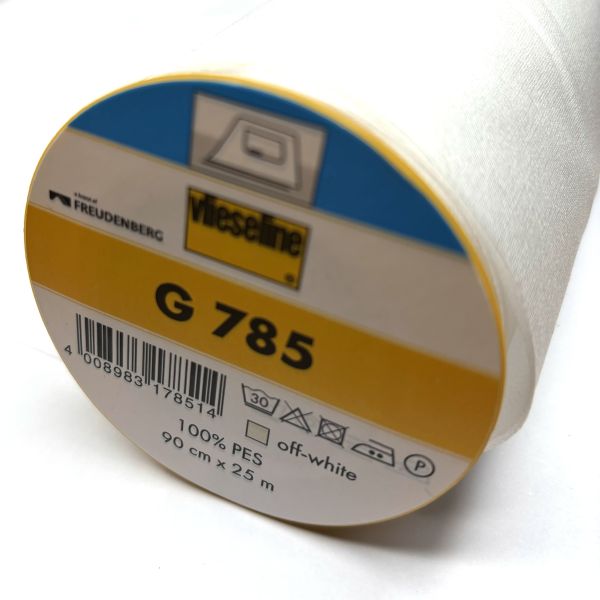 a brand of
FREUDENBERG
vlieseline
®
G 785
4 008983 178514
30
P
off-white
100% PES
90 cm x 25 m